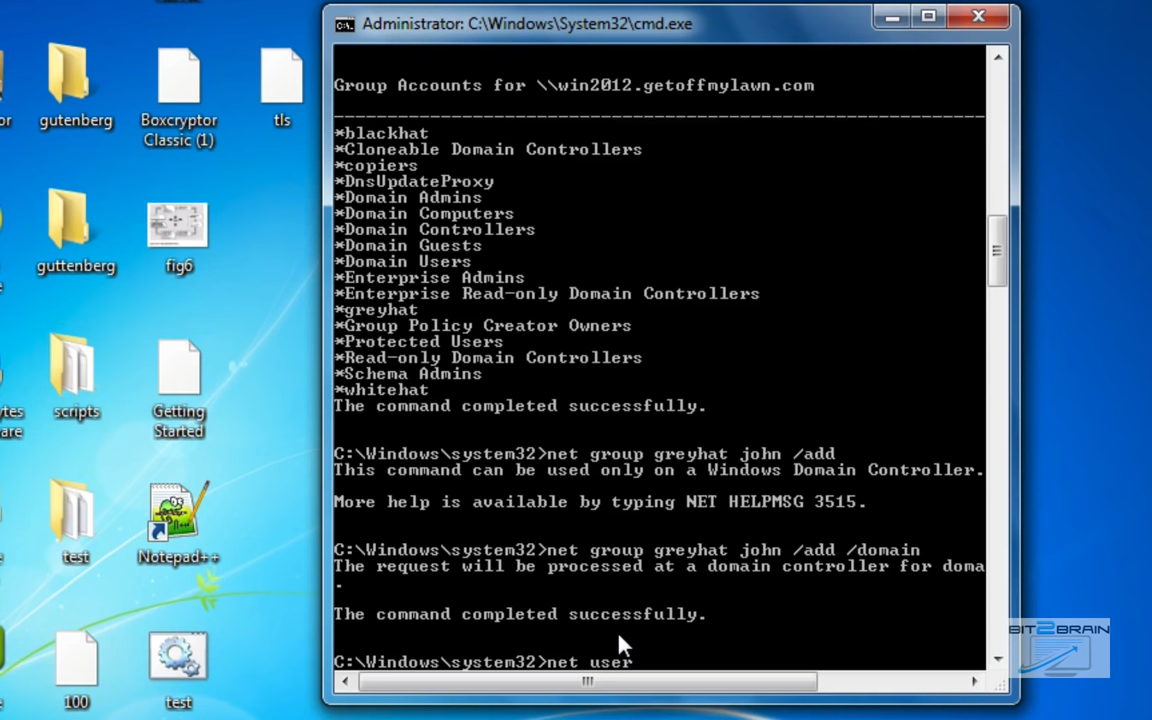 Administrator: C:\Windows\System32\cmd.exe
Group Accounts for \\win2012.getoffmylawn.com
-------------------------------------------------------------------------------
*blackhat
*Cloneable Domain Controllers
*copiers
*DnsUpdateProxy
*Domain Admins
*Domain Computers
*Domain Controllers
*Domain Guests
*Domain Users
*Enterprise Admins
*Enterprise Read-only Domain Controllers
*greyhat
*Group Policy Creator Owners
*Protected Users
*Read-only Domain Controllers
*Schema Admins
*whitehat
The command completed successfully.
C:\Windows\system32>net group greyhat john /add
This command can be used only on a Windows Domain Controller.
More help is available by typing NET HELPMSG 3515.
C:\Windows\system32>net group greyhat john /add /domain
The request will be processed at a domain controller for doma
.
The command completed successfully.
C:\Windows\system32>net user
or
gutenberg
Boxcryptor
Classic (1)
tls
guttenberg
fig6
ytes
are
scripts
Getting
Started
test
Notepad++
100
test
BIT2BRAIN